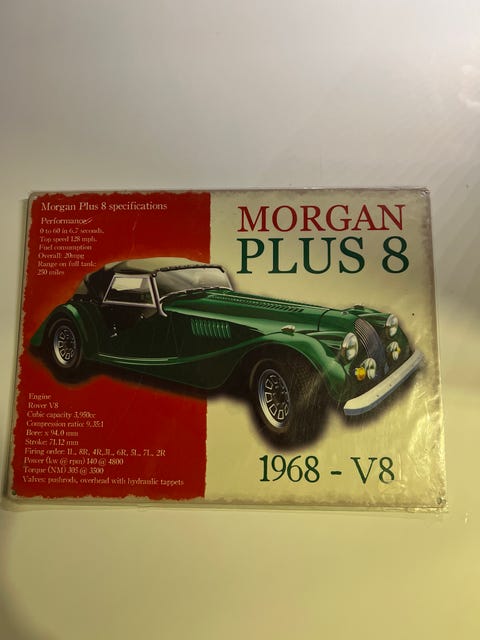 Morgan Plus 8 specifications
Performance
0 to 60 in 6.7 seconds,
Top speed 128 mph.
Fuel consumption
Overall: 20mpg
Range on full tank:
250 miles
MORGAN
PLUS 8
Engine
Rover V8
Cubic capacity 3,950cc
Compression ratio: 9.35:1
Bore: x 94.0 mm
Stroke: 71.12 mm
Firing order: 1L, 8R, 4R,3L, 6R, 5L, 7L, 2R
Power (kw @ rpm) 140 @ 4800
Torque (NM) 305 @ 3500
Valves: pushrods, overhead with hydraulic tappets
1968 - V8